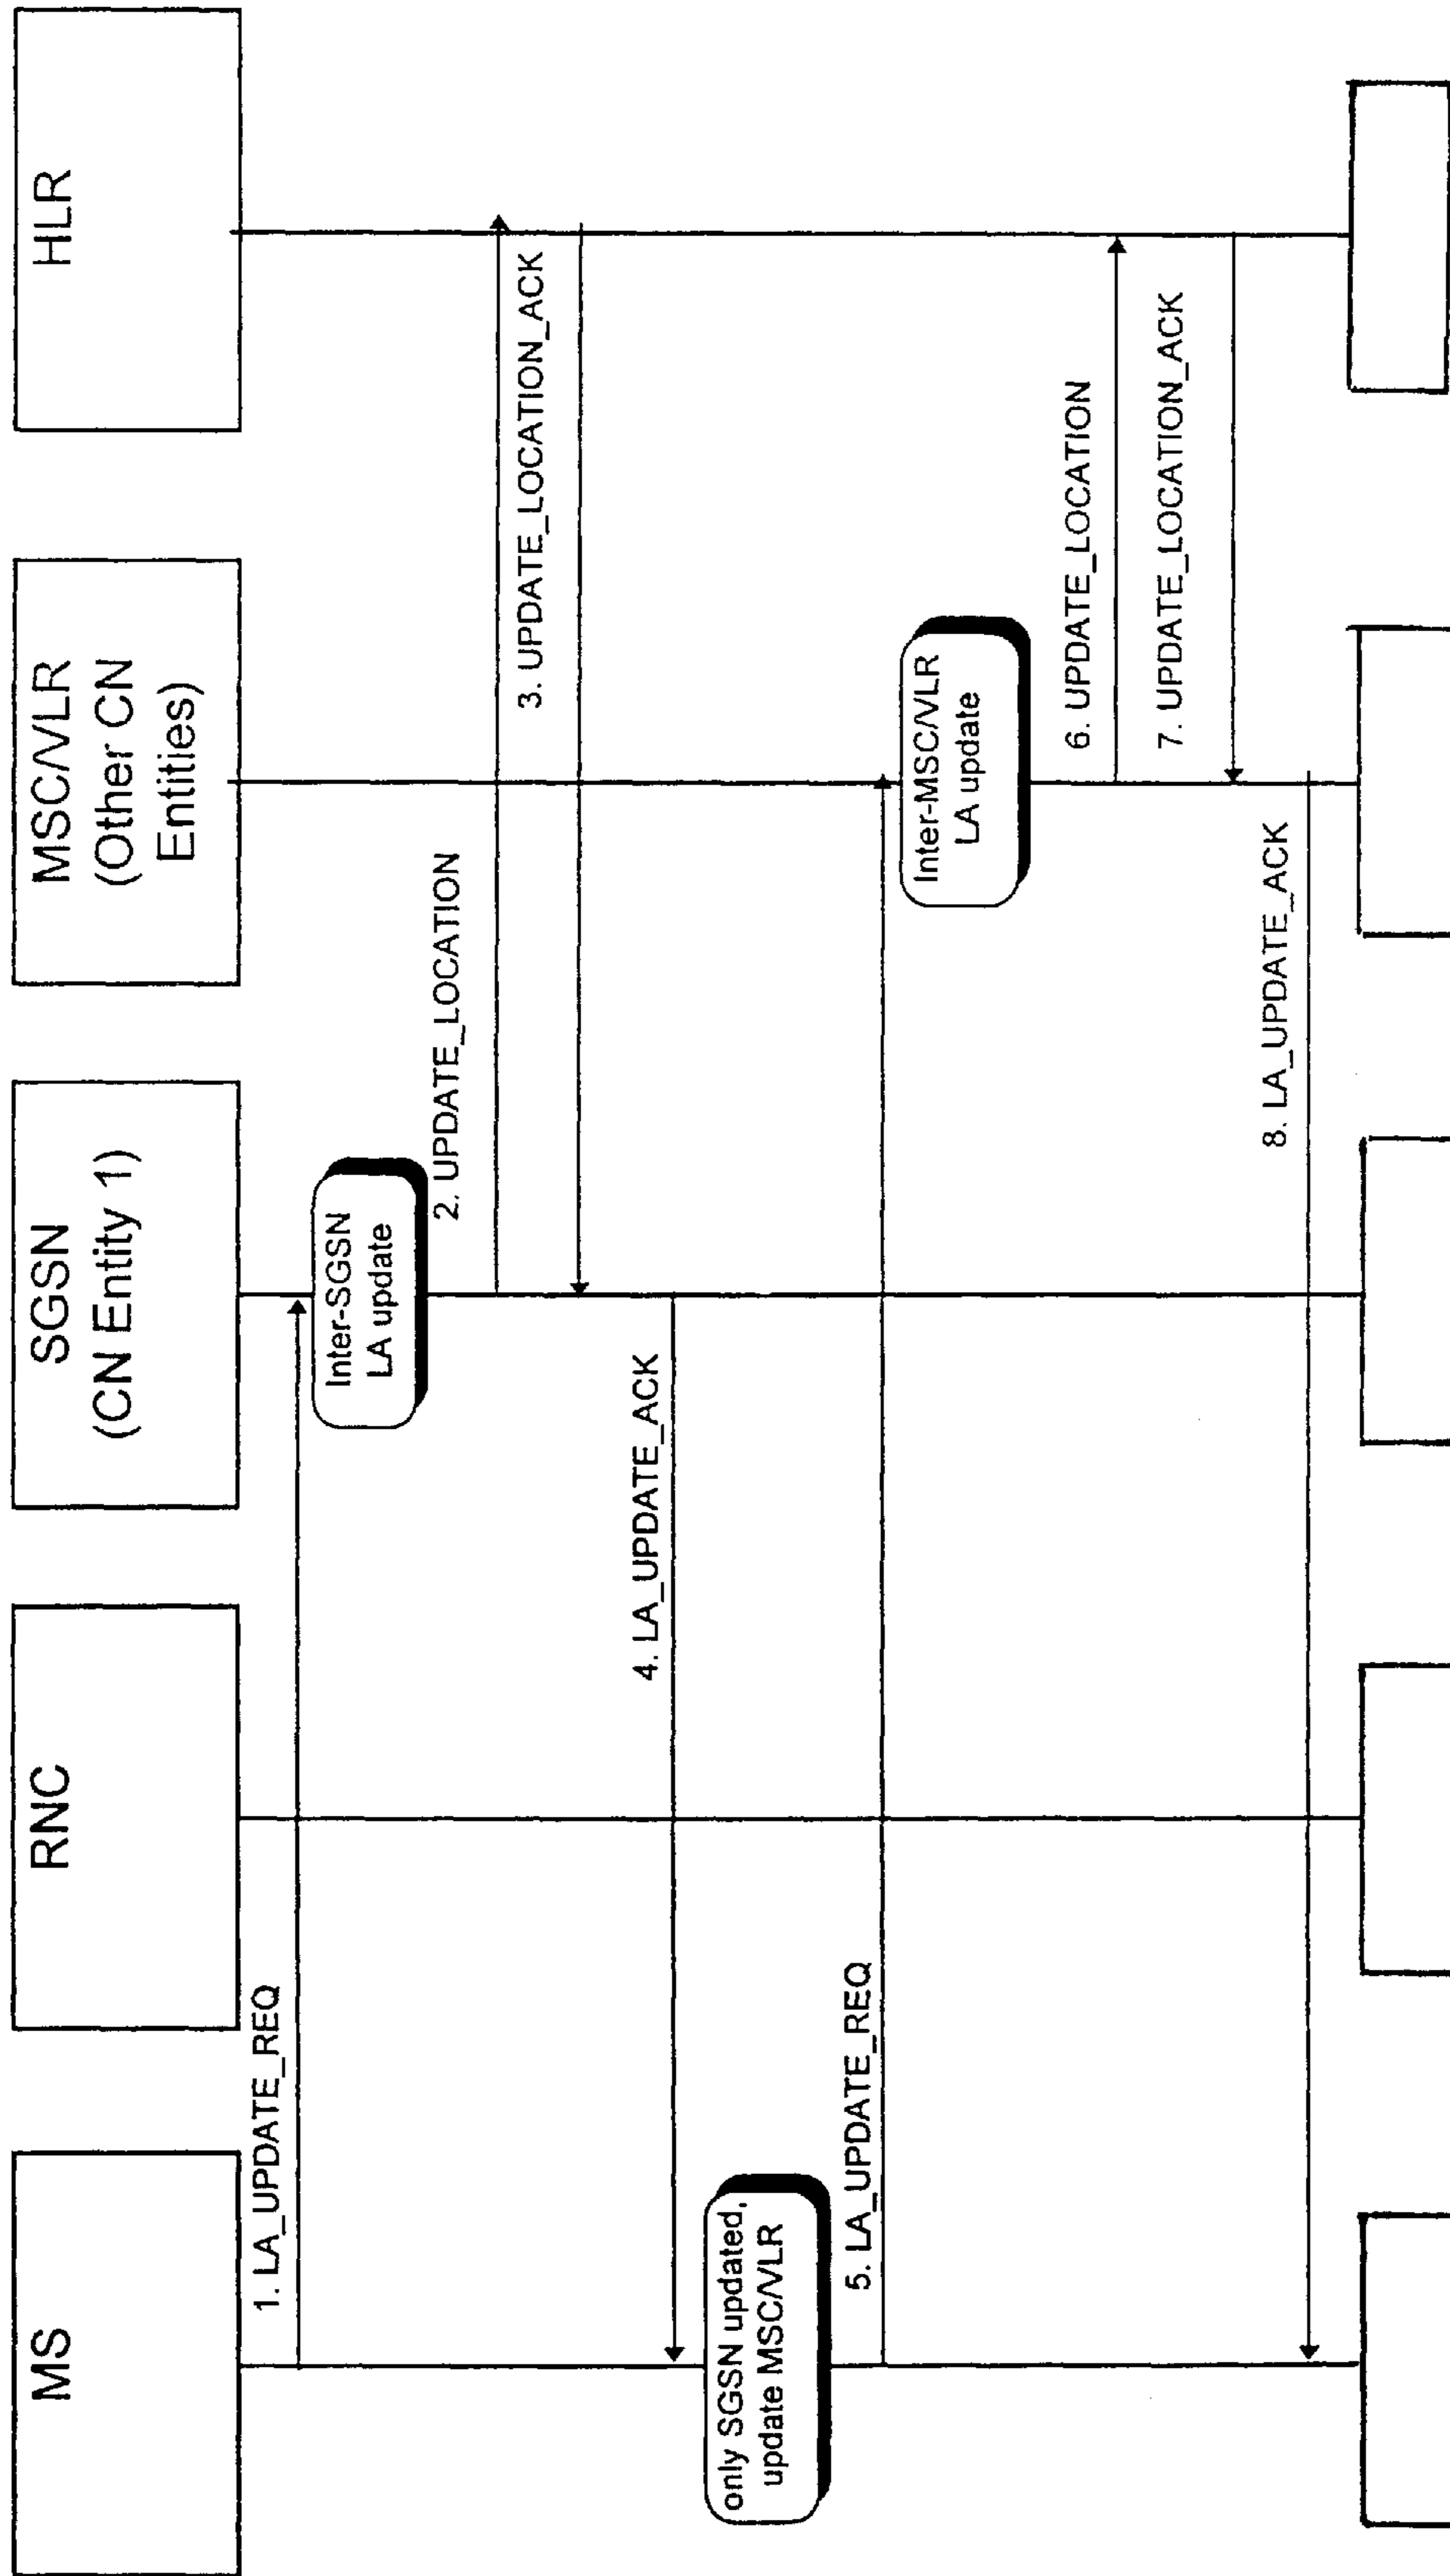 MS
RNC
SGSN
(CN Entity 1)
MSC/VLR
(Other CN
Entities)
HLR
1. LA_UPDATE_REQ
Inter-SGSN
LA update
2. UPDATE_LOCATION
3. UPDATE_LOCATION_ACK
4. LA_UPDATE_ACK
only SGSN updated,
update MSC/VLR
5. LA_UPDATE_REQ
Inter-MSC/VLR
LA update
6. UPDATE_LOCATION
7. UPDATE_LOCATION_ACK
8. LA_UPDATE_ACK